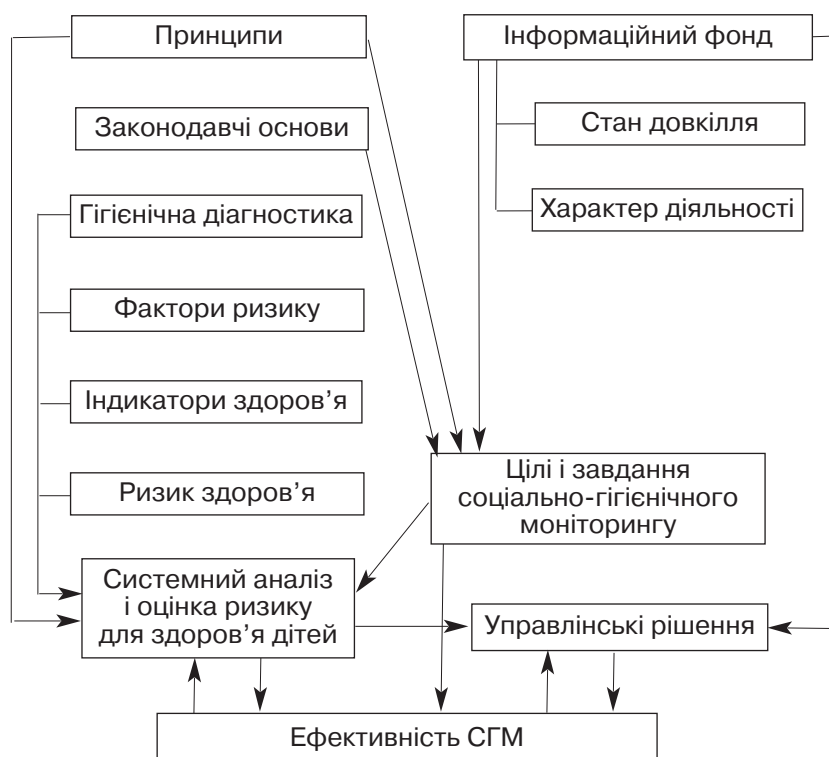 Принципи
Інформаційний фонд
Законодавчі основи
Стан довкілля
Гігієнічна діагностика
Характер діяльності
Фактори ризику
Індикатори здоров’я
Ризик здоров’я
Цілі і завдання
соціально-гігієнічного
моніторингу
Системний аналіз
і оцінка ризику
для здоров’я дітей
Управлінські рішення
Ефективність СГМ